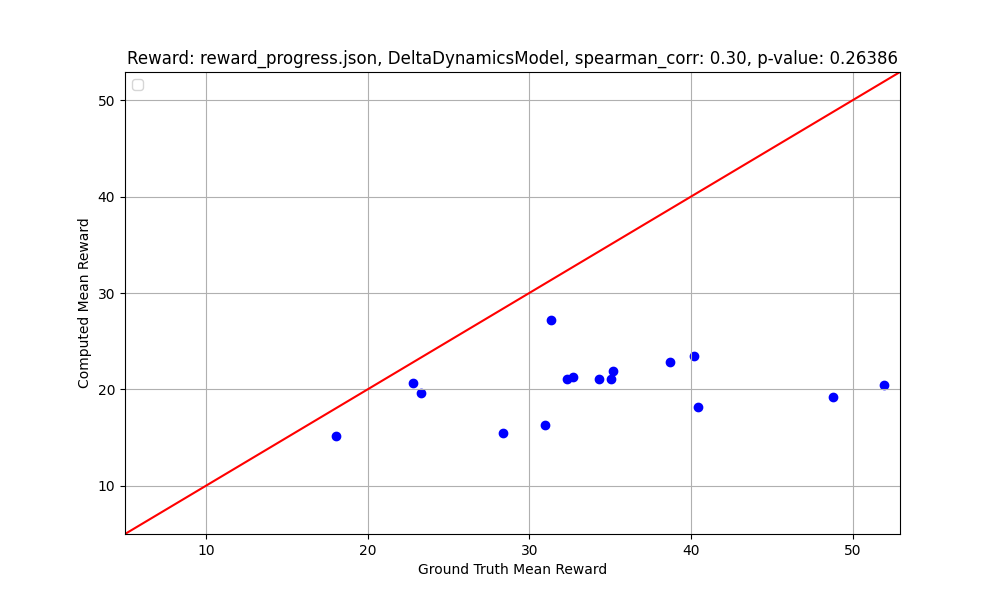 Reward: reward_progress.json, DeltaDynamicsModel, spearman_corr: 0.30, p-value: 0.26386
50
40
30
20
10
Computed Mean Reward
10 20 30 40 50
Ground Truth Mean Reward